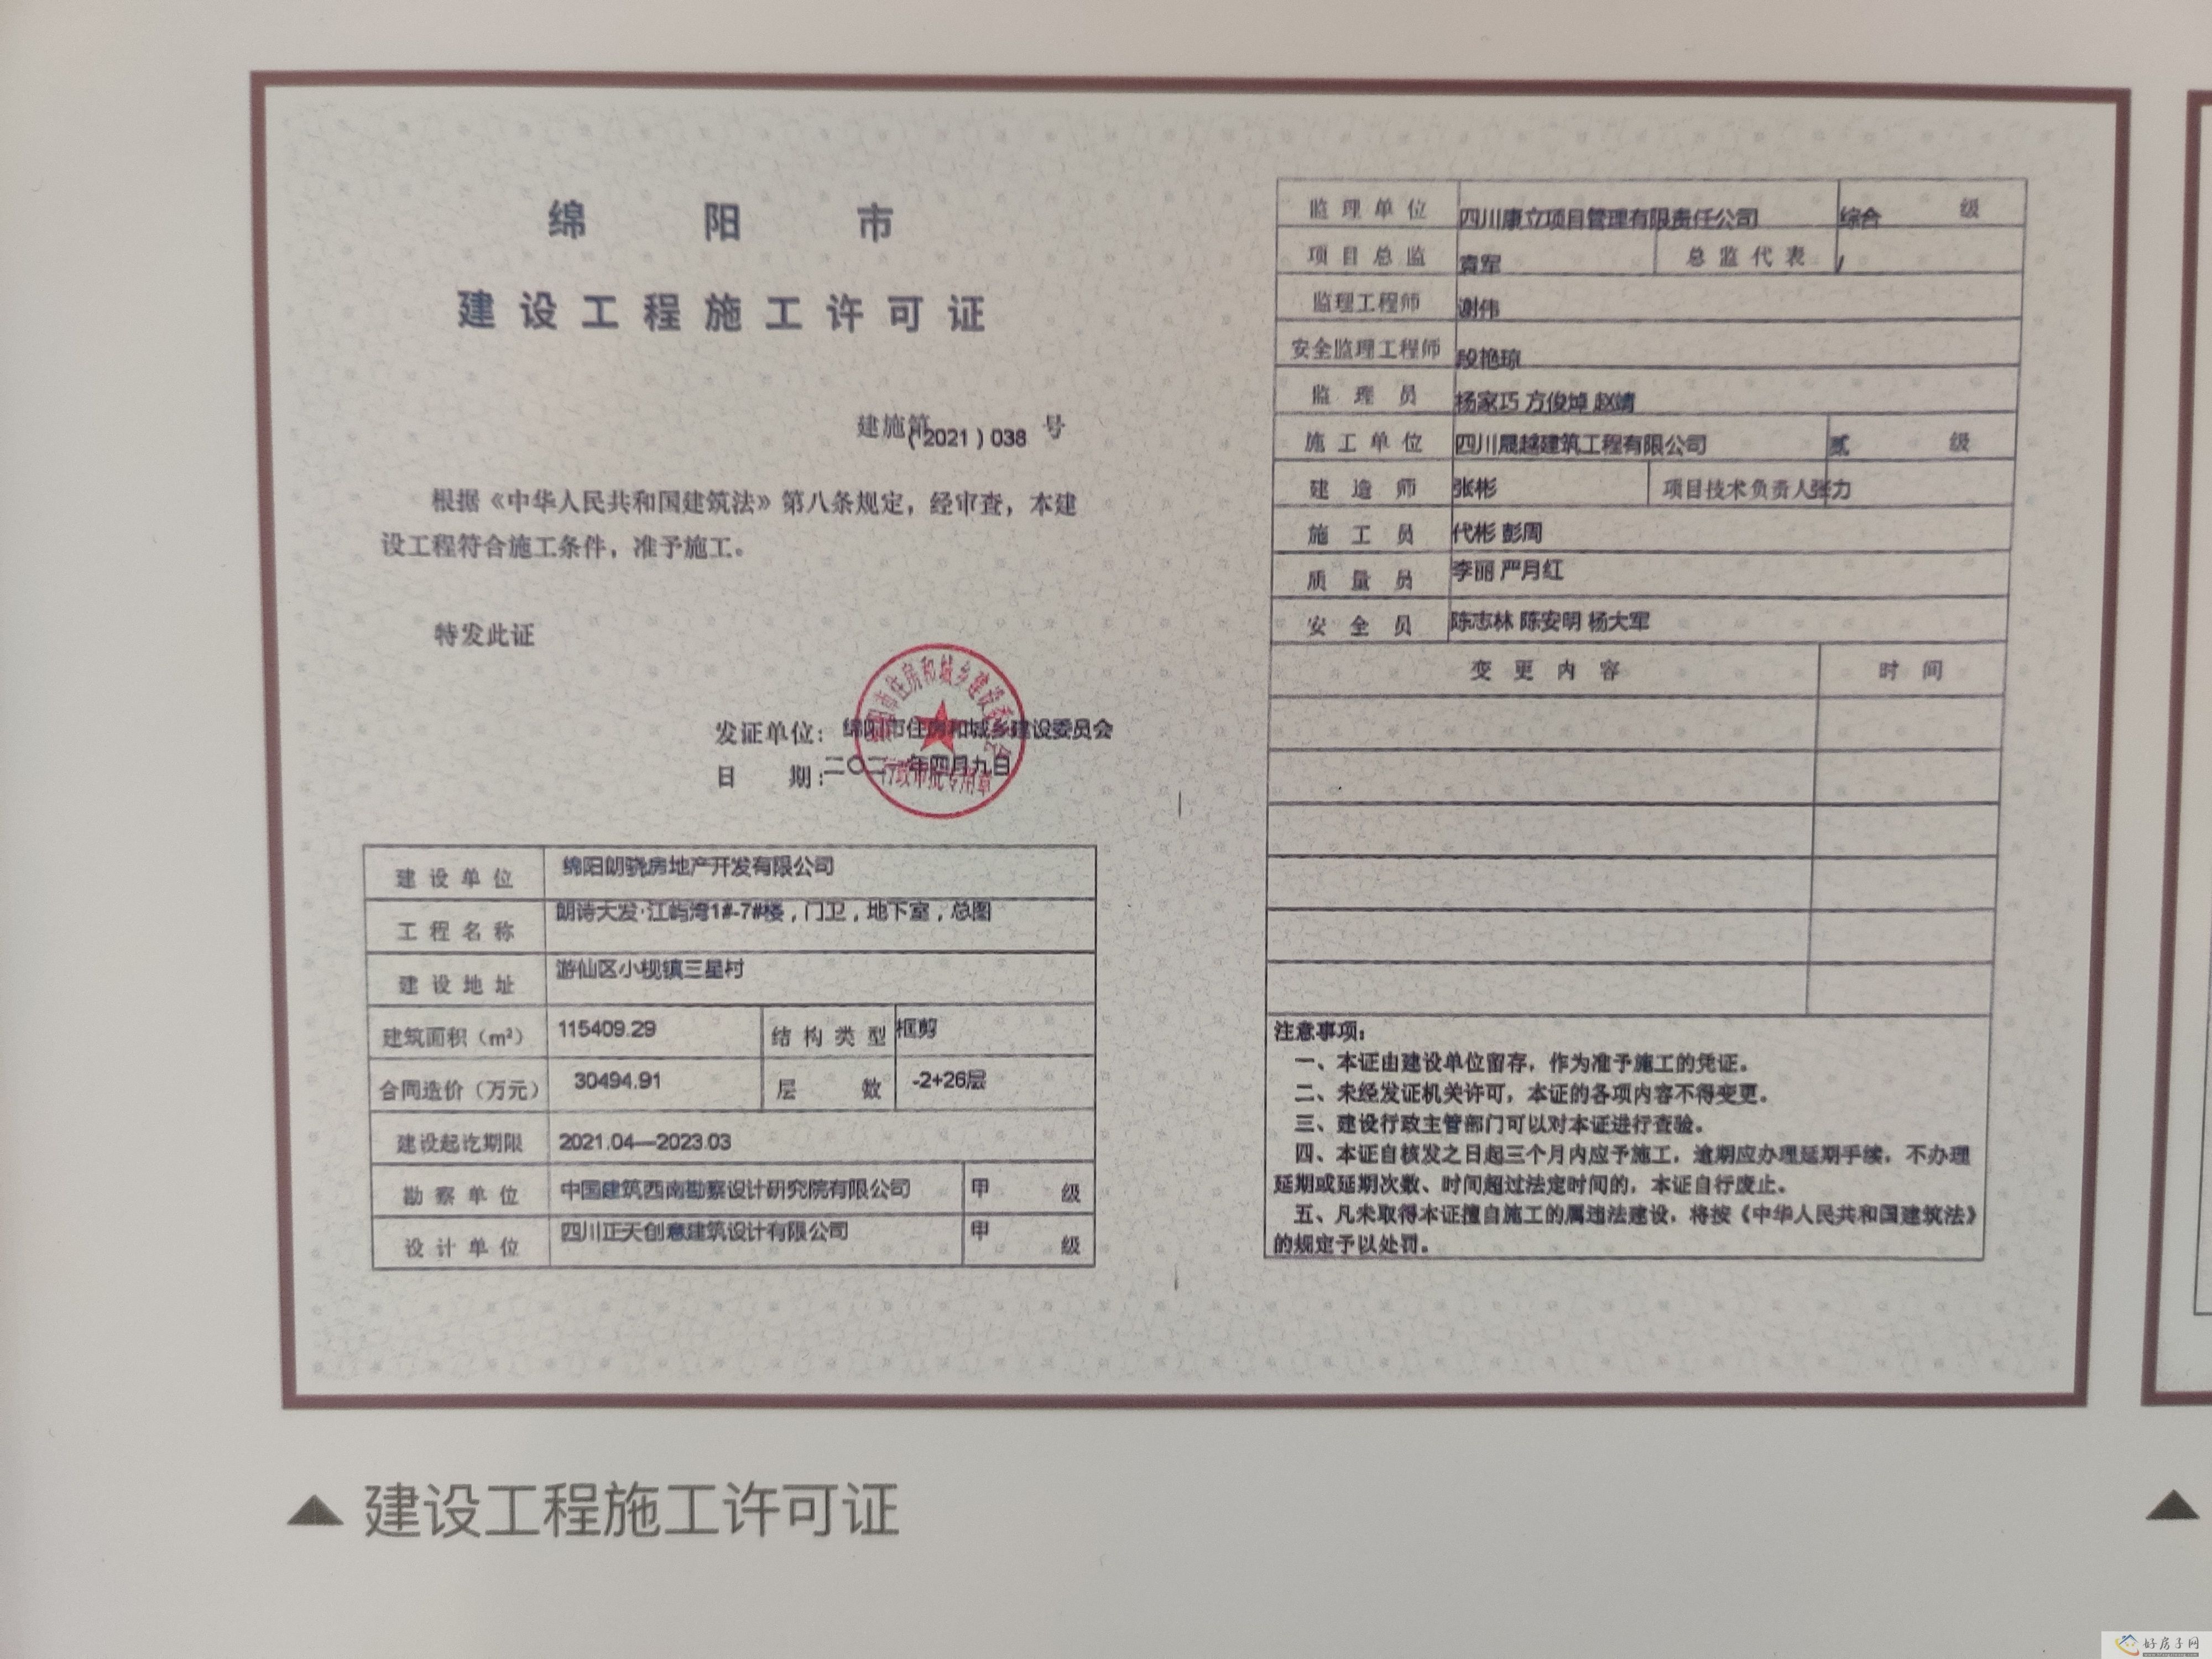 绵阳市
建设工程施工许可证
建施第(2021)038 号
根据《中华人民共和国建筑法》第八条规定，经审查，本建
设工程符合施工条件，准予施工。
特发此证
发证单位：绵阳市住房和城乡建设委员会
日 期：二〇二一年四月九日
行政审批专用章
建设单位 绵阳朗骁房地产开发有限公司
工程名称 朗诗大发·江屿湾1#-7#楼，门卫，地下室，总图
建设地址 游仙区小枧镇三星村
建筑面积（m²） 115409.29 结构类型 框剪
合同造价（万元） 30494.91 层数 -2+26层
建设起讫期限 2021.04—2023.03
勘察单位 中国建筑西南勘察设计研究院有限公司 甲 级
设计单位 四川正天创意建筑设计有限公司 甲 级
监理单位 四川康立项目管理有限责任公司 综合 级
项目总监 袁军 总监代表 /
监理工程师 谢伟
安全监理工程师 段艳琼
监理员 杨家巧 方俊埠 赵婧
施工单位 四川晟越建筑工程有限公司 贰 级
建造师 张彬 项目技术负责人 张力
施工员 代彬 彭周
质量员 李丽 严月红
安全员 陈志林 陈安明 杨大军
变更内容 时间
注意事项：
一、本证由建设单位留存，作为准予施工的凭证。
二、未经发证机关许可，本证的各项内容不得变更。
三、建设行政主管部门可以对本证进行查验。
四、本证自核发之日起三个月内应予施工，逾期应办理延期手续，不办理
延期或延期次数、时间超过法定时间的，本证自行废止。
五、凡未取得本证擅自施工的属违法建设，将按《中华人民共和国建筑法》
的规定予以处罚。
▲ 建设工程施工许可证
好房子网